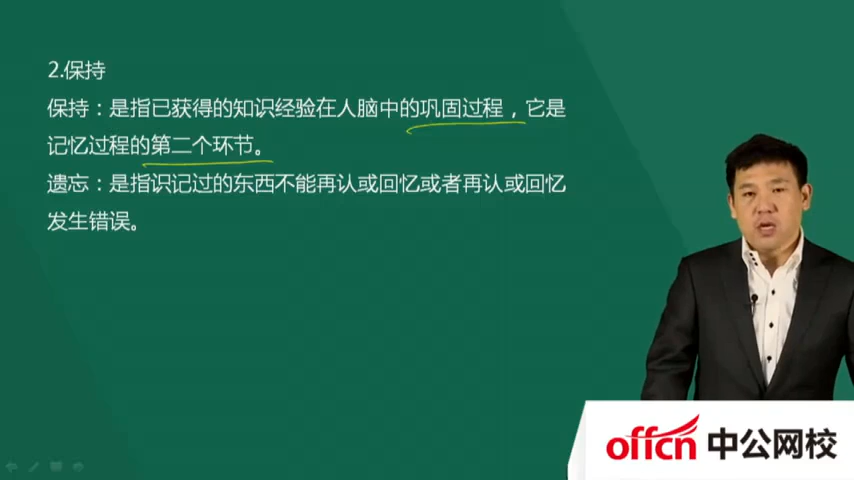 2.保持
保持：是指已获得的知识经验在人脑中的巩固过程，它是
记忆过程的第二个环节。
遗忘：是指识记过的东西不能再认或回忆或者再认或回忆
发生错误。
offcn 中公网校